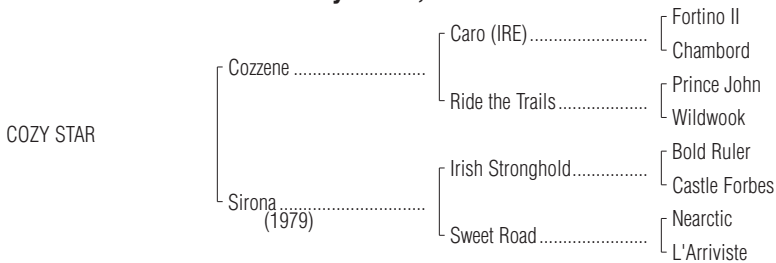 Fortino II
Caro (IRE)
Chambord
Cozzene
Prince John
Ride the Trails
Wildwook
COZY STAR
Bold Ruler
Irish Stronghold
Castle Forbes
Sirona
(1979)
Nearctic
Sweet Road
L'Arriviste